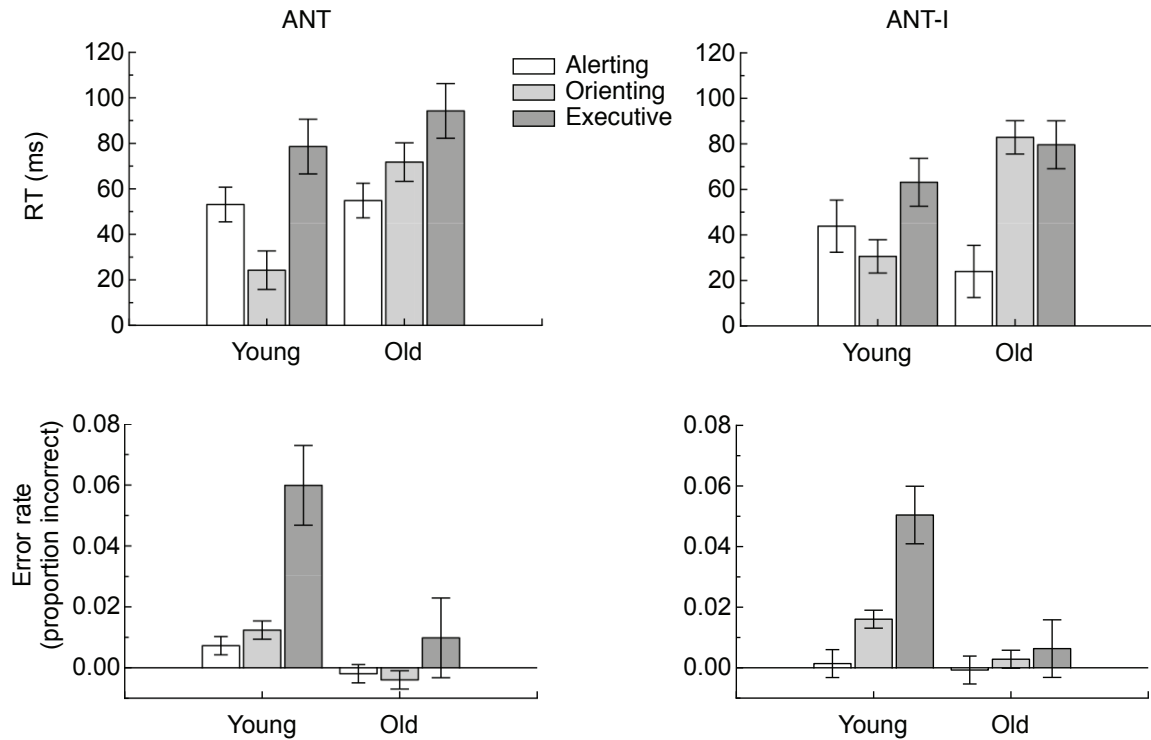 ANT
ANT-I
RT (ms)
120
100
80
60
40
20
0
Alerting
Orienting
Executive
Young
Old
120
100
80
60
40
20
0
Young
Old
Error rate
(proportion incorrect)
0.08
0.06
0.04
0.02
0.00
Young
Old
0.08
0.06
0.04
0.02
0.00
Young
Old